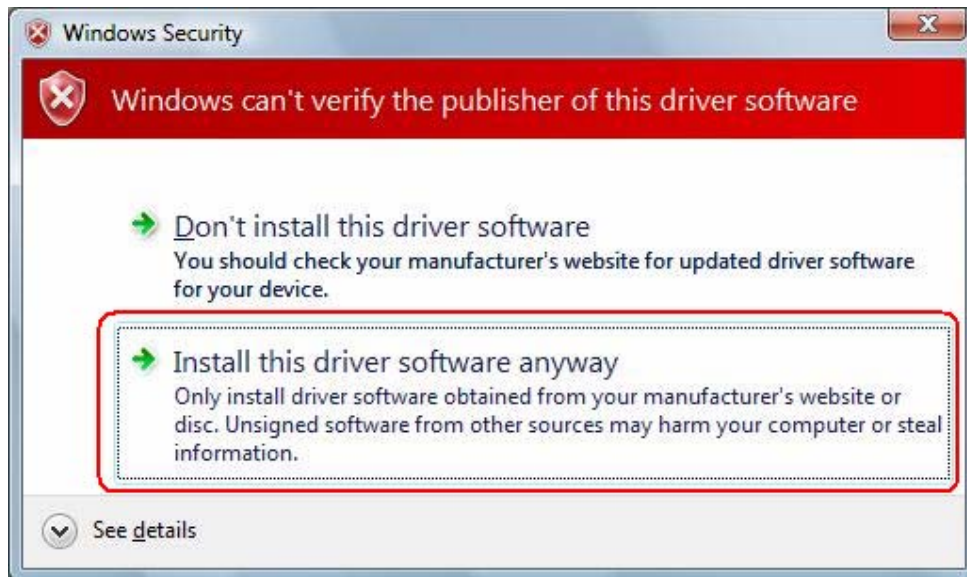 Windows Security
Windows can't verify the publisher of this driver software
Don't install this driver software
You should check your manufacturer's website for updated driver software
for your device.
Install this driver software anyway
Only install driver software obtained from your manufacturer's website or
disc. Unsigned software from other sources may harm your computer or steal
information.
See details